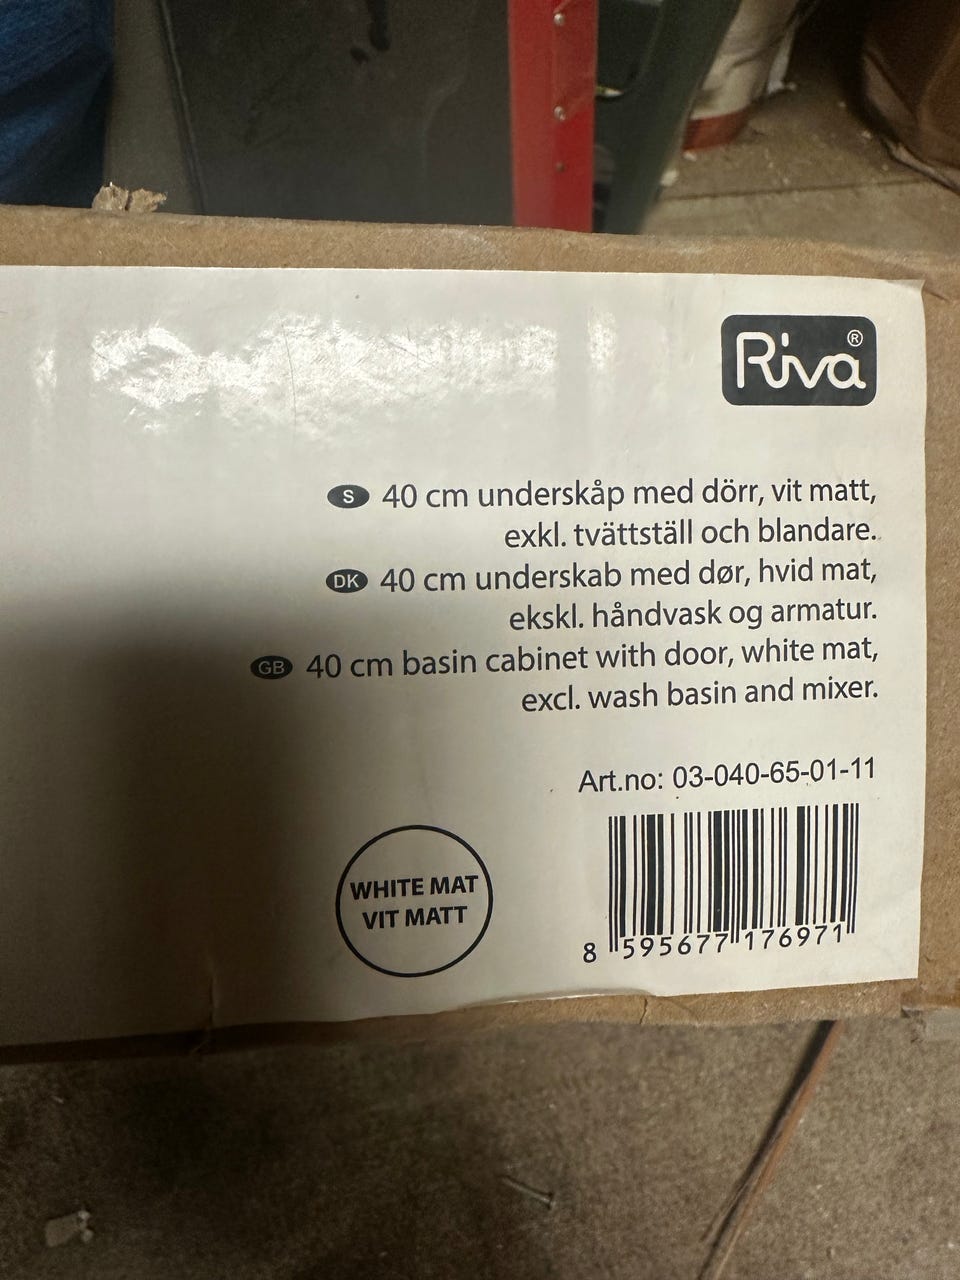 Riva®
S 40 cm underskåp med dörr, vit matt,
exkl. tvättställ och blandare.
DK 40 cm underskab med dør, hvid mat,
ekskl. håndvask og armatur.
GB 40 cm basin cabinet with door, white mat,
excl. wash basin and mixer.
Art.no: 03-040-65-01-11
WHITE MAT
VIT MATT
8 595677 176971